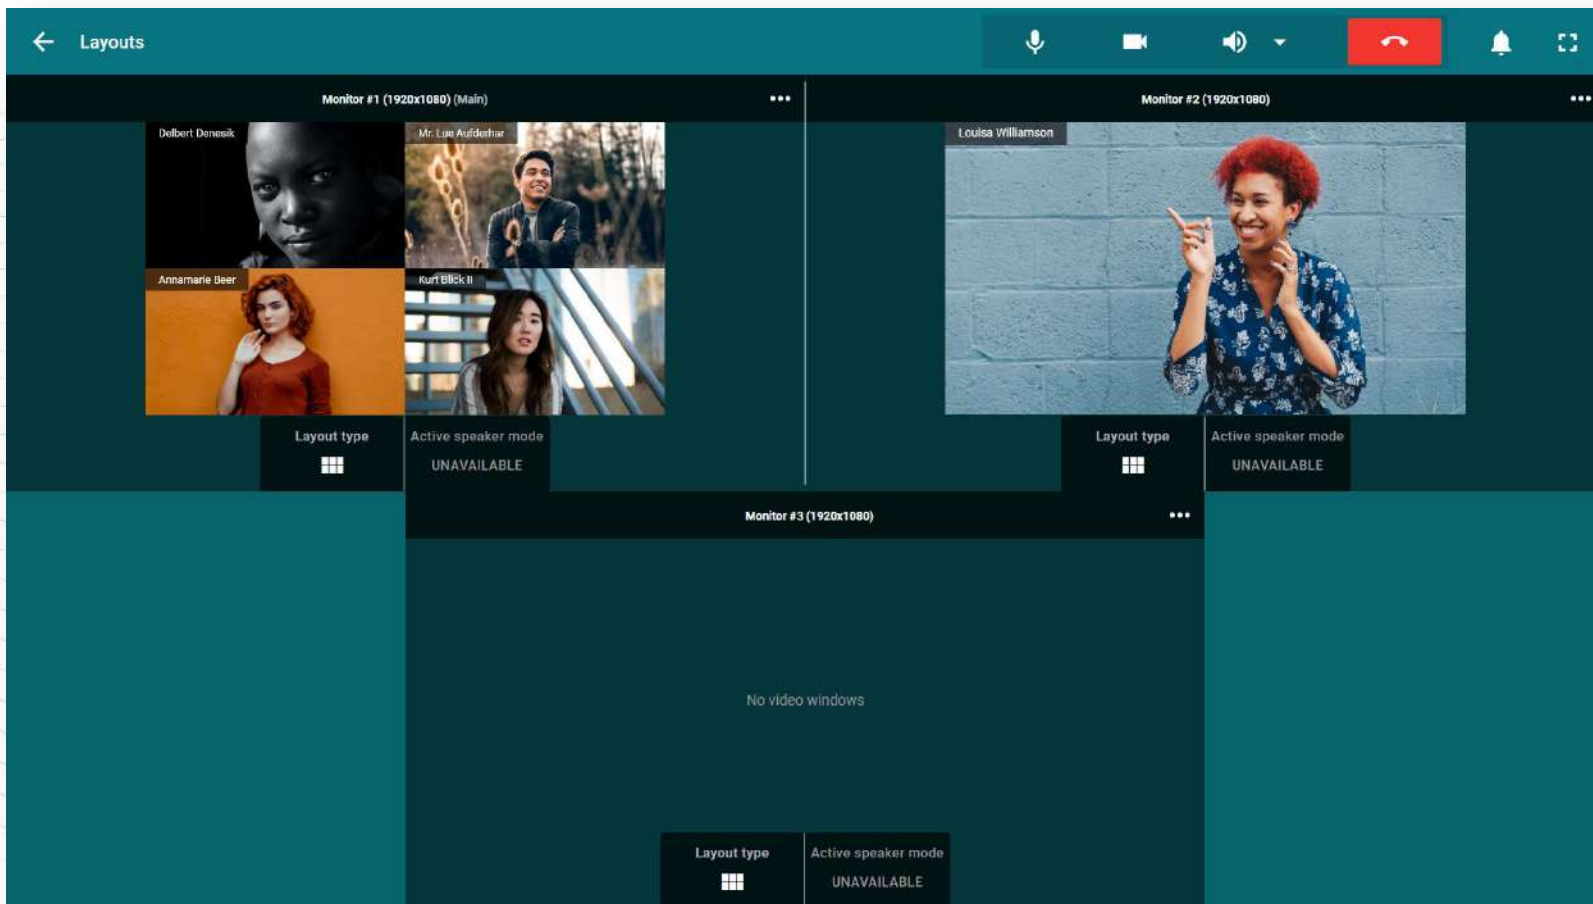 Layouts
Monitor #1 (1920x1080) (Main)
Monitor #2 (1920x1080)
Delbert Denesik
Mr. Lue Aufderhar
Louisa Williamson
Annamarie Beer
Kurt Blick II
Layout type
Active speaker mode
UNAVAILABLE
Layout type
Active speaker mode
UNAVAILABLE
Monitor #3 (1920x1080)
No video windows
Layout type
Active speaker mode
UNAVAILABLE